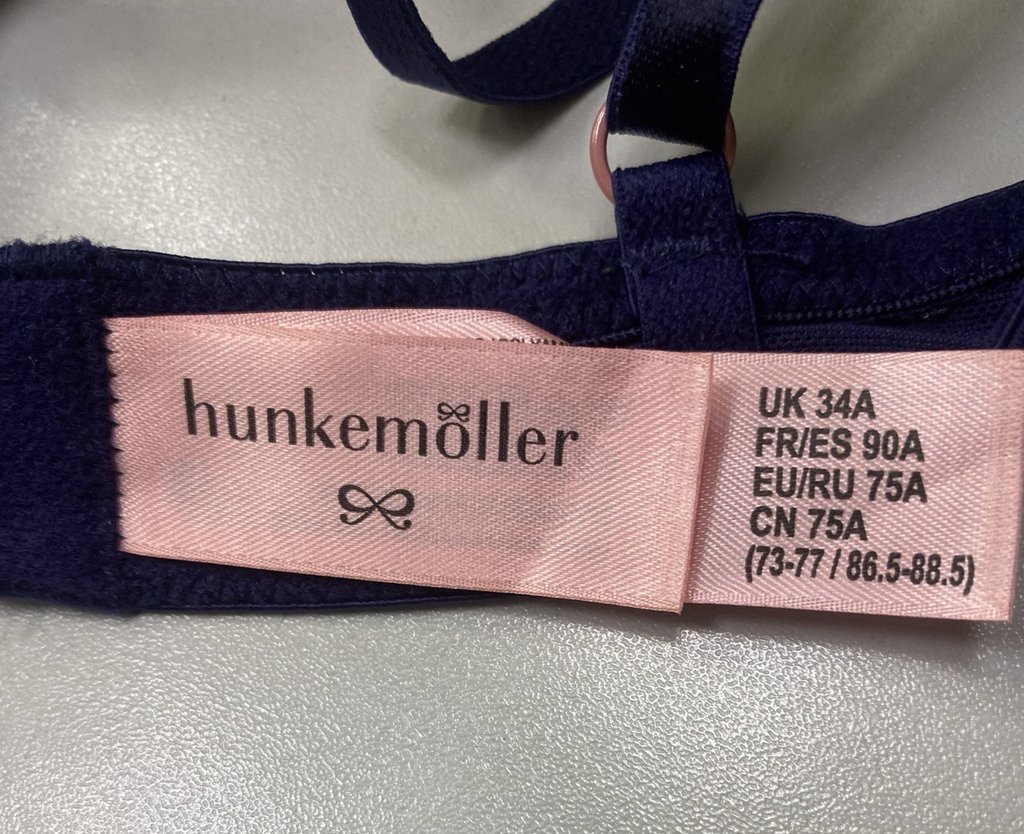 hunkemöller
UK 34A
FR/ES 90A
EU/RU 75A
CN 75A
(73-77 / 86.5-88.5)